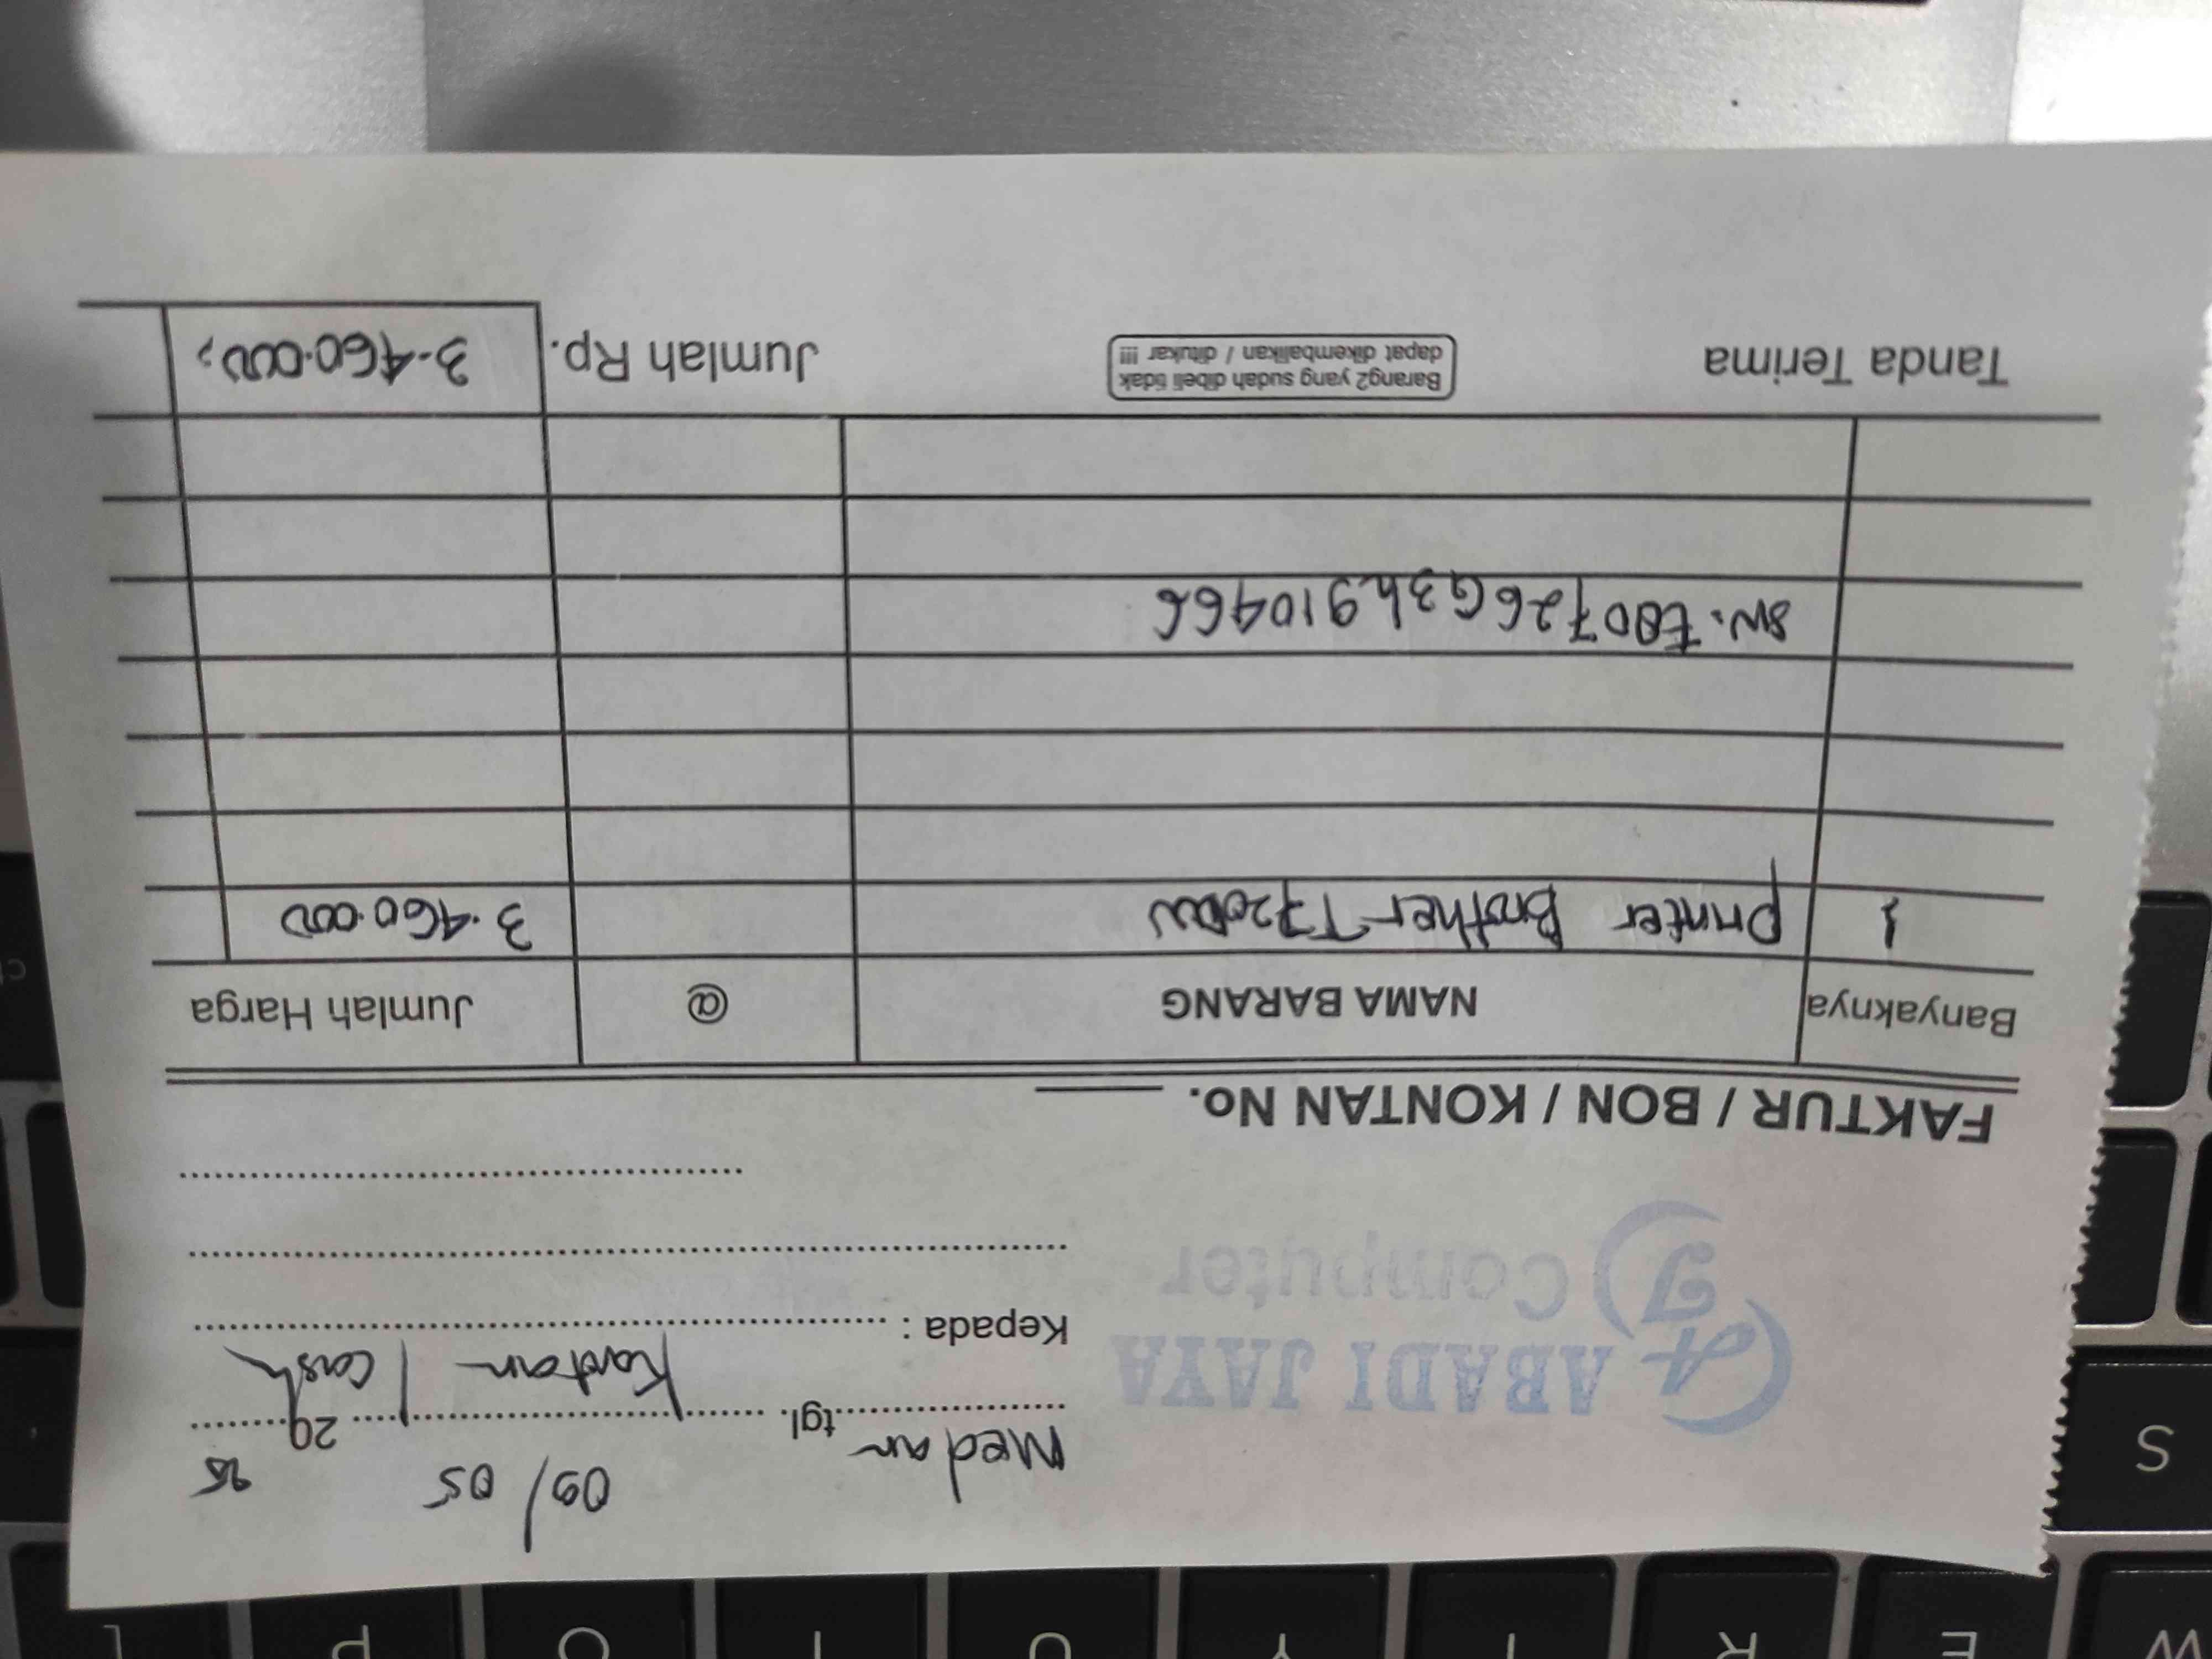 Medan tgl. 09/05 2025
Kontan / Cash
AJ ABADI JAYA
Computer
Kepada :
FAKTUR / BON / KONTAN No.
Banyaknya NAMA BARANG @ Jumlah Harga
1 Printer Brother T720DW 3.460.000
SN. E80726G3H910466
Tanda Terima
Barang2 yang sudah dibeli tidak
dapat dikembalikan / ditukar !!!
Jumlah Rp. 3.460.000,
S
W E R T Y U I O P [